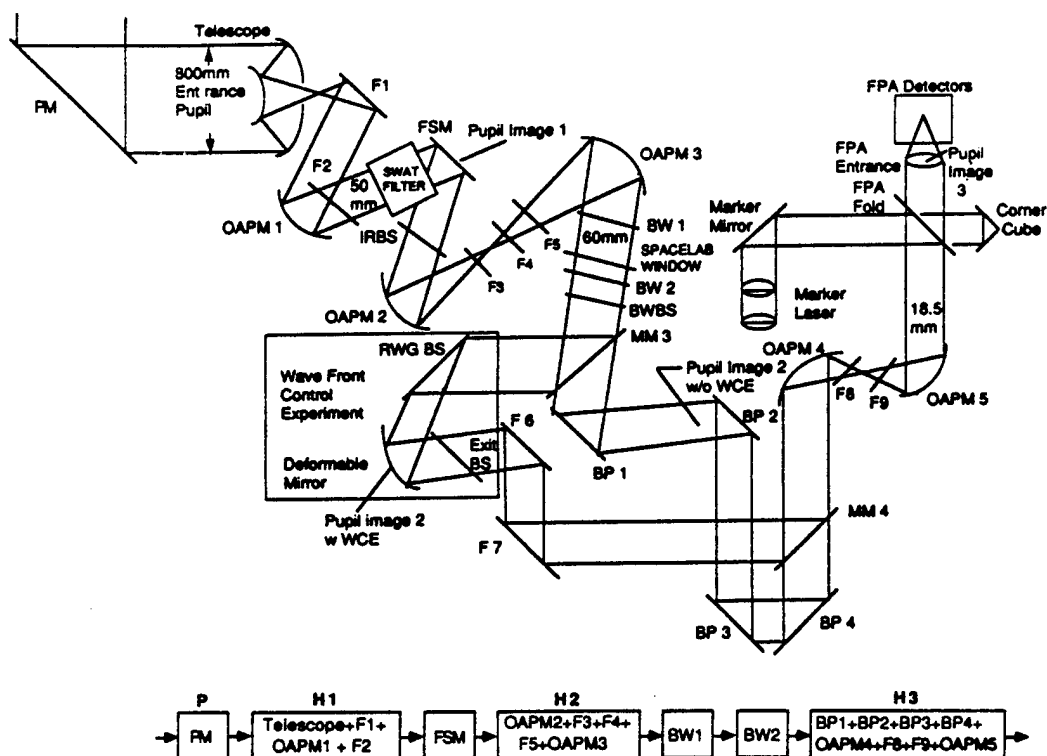 Telescope
800mm
Ent rance
Pupil
PM
F1
F2
FSM
Pupil Image 1
SWAT
FILTER
50
mm
OAPM 1
IRBS
OAPM 2
F3
F4
F5
OAPM 3
60mm
BW 1
SPACELAB
WINDOW
BW 2
BWBS
MM 3
FPA Detectors
FPA
Entrance
Pupil
Image
3
FPA
Fold
Marker
Mirror
Corner
Cube
Marker
Laser
18.5
mm
OAPM 4
F8
F9
OAPM 5
RWG BS
Wave Front
Control
Experiment
Deformable
Mirror
Exit
BS
F 6
Pupil image 2
w WCE
F 7
Pupil Image 2
w/o WCE
BP 1
BP 2
MM 4
BP 3
BP 4
P
H1
H2
H3
PM
Telescope+F1+
OAPM1 + F2
FSM
OAPM2+F3+F4+
F5+OAPM3
BW1
BW2
BP1+BP2+BP3+BP4+
OAPM4+F8+F9+OAPM5